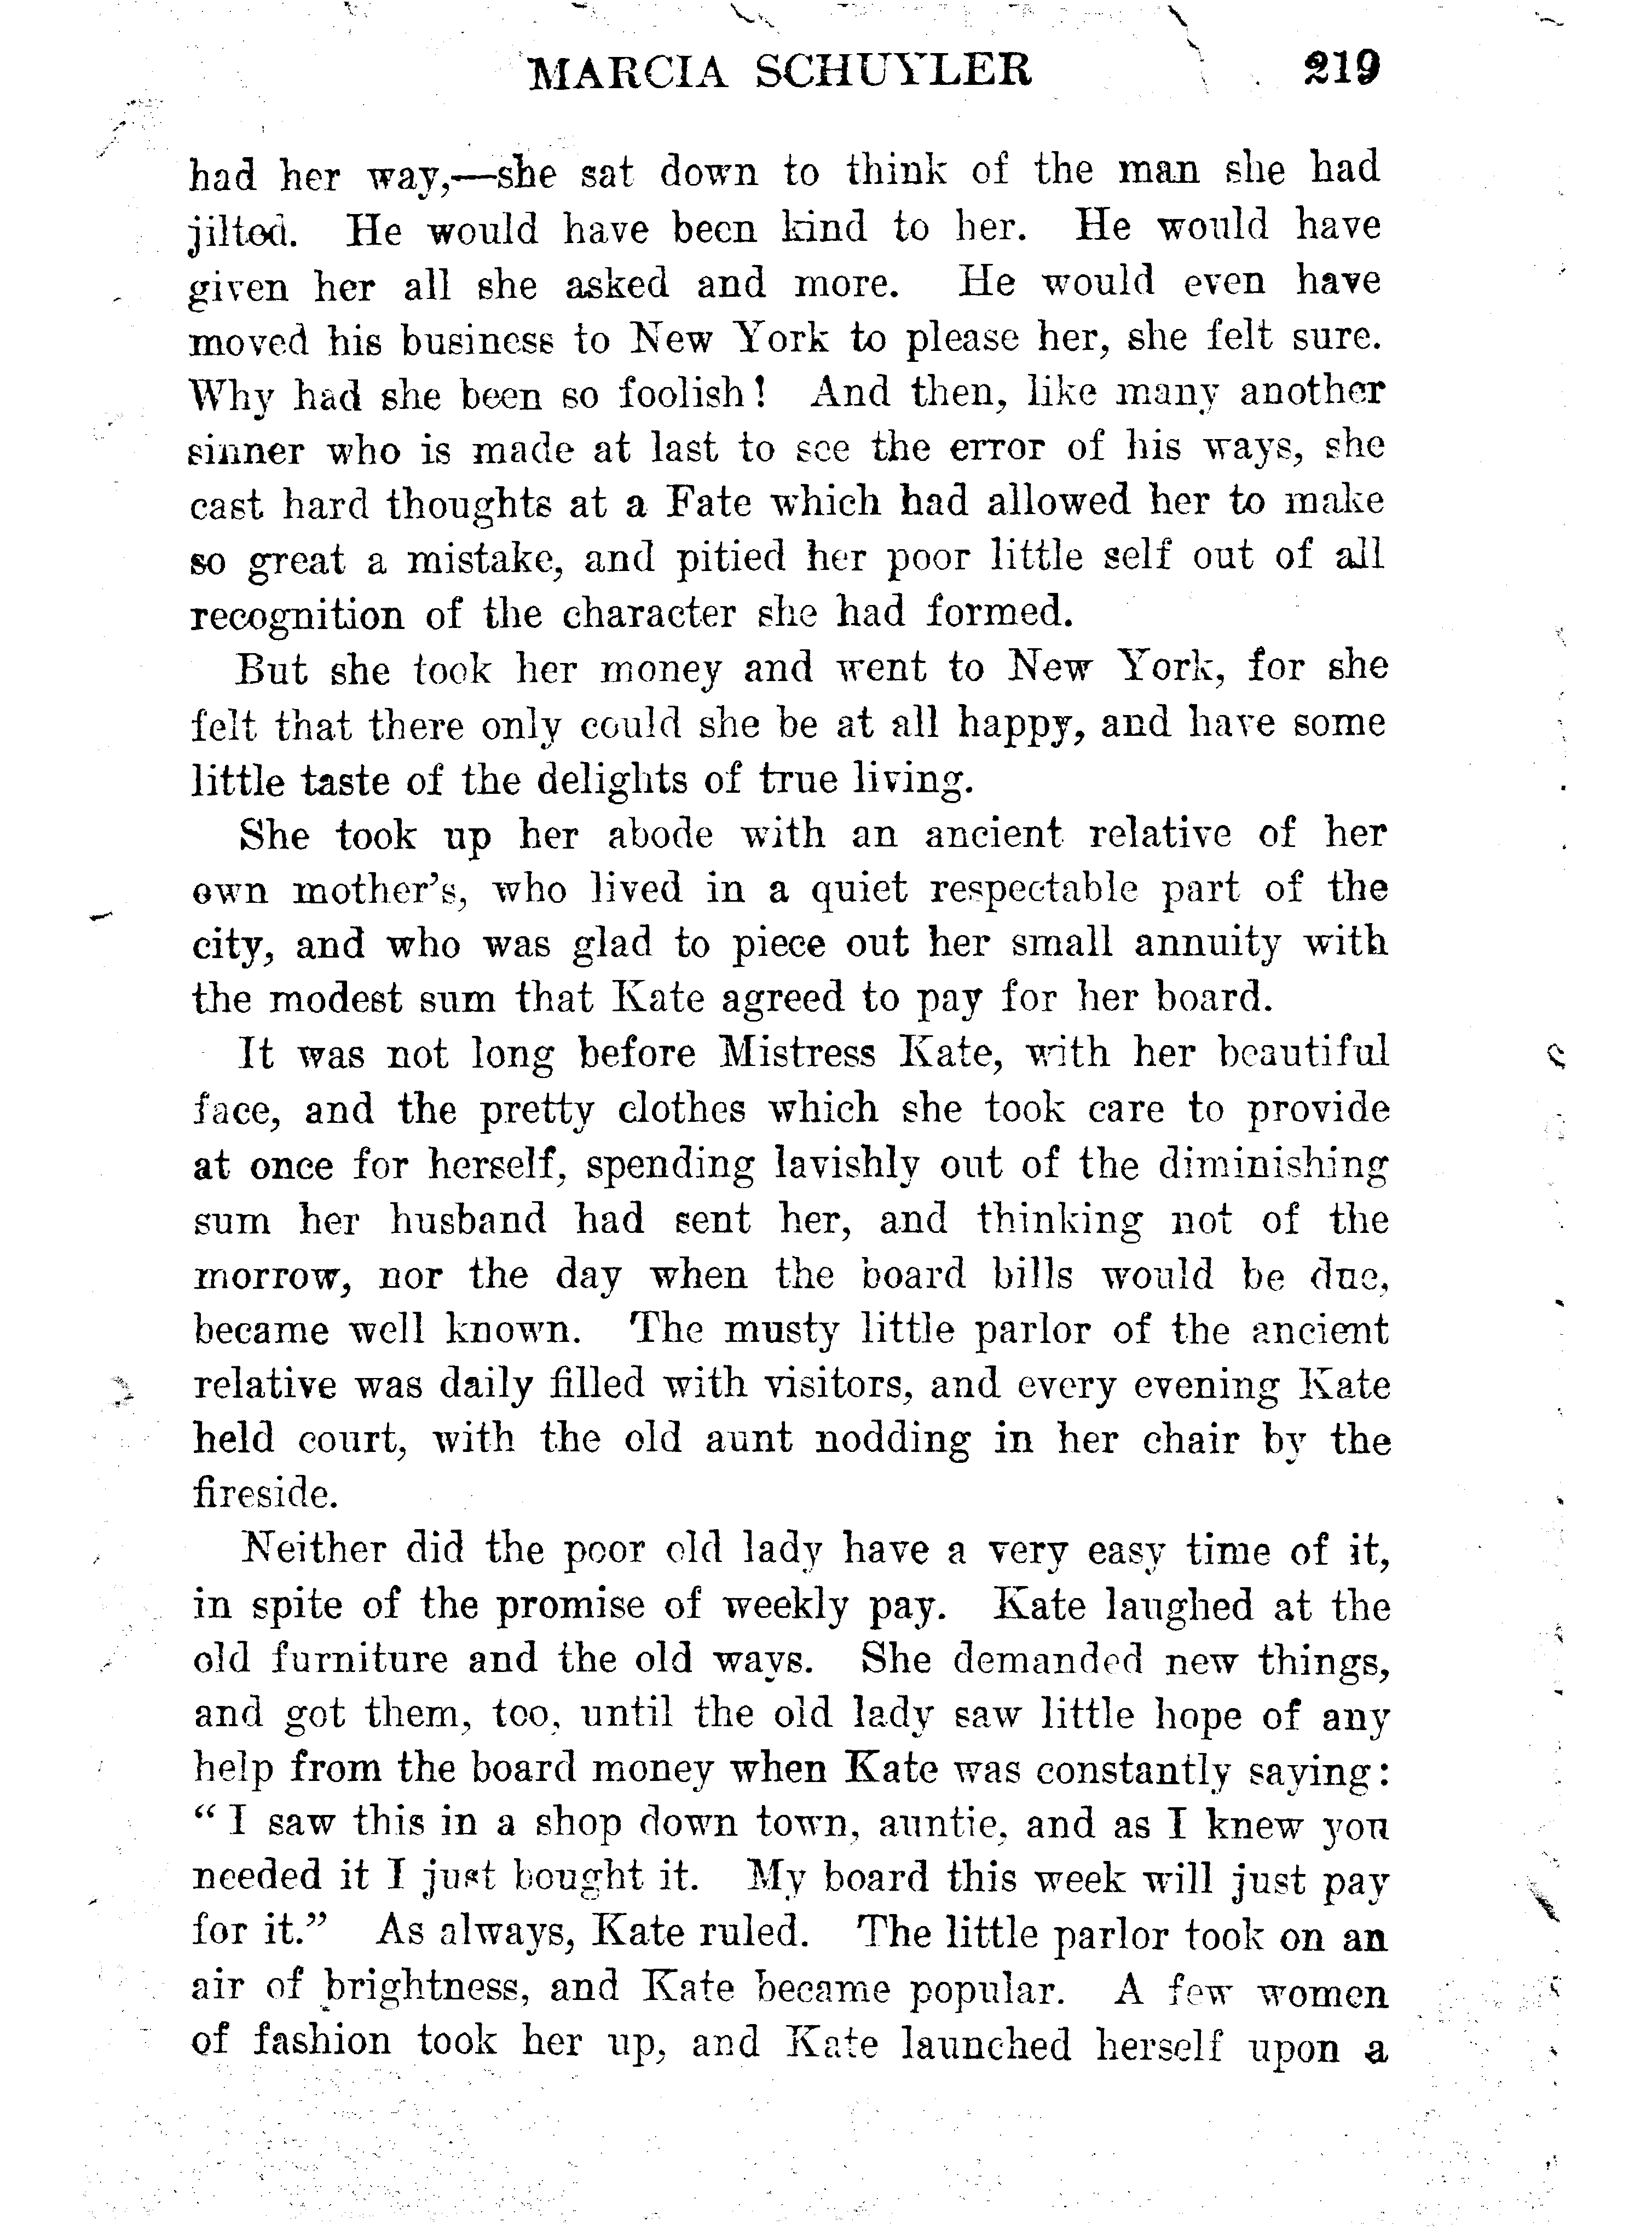 MARCIA SCHUYLER 219
had her way,—she sat down to think of the man she had
jilted. He would have been kind to her. He would have
given her all she asked and more. He would even have
moved his business to New York to please her, she felt sure.
Why had she been so foolish! And then, like many another
sinner who is made at last to see the error of his ways, she
cast hard thoughts at a Fate which had allowed her to make
so great a mistake, and pitied her poor little self out of all
recognition of the character she had formed.
But she took her money and went to New York, for she
felt that there only could she be at all happy, and have some
little taste of the delights of true living.
She took up her abode with an ancient relative of her
own mother's, who lived in a quiet respectable part of the
city, and who was glad to piece out her small annuity with
the modest sum that Kate agreed to pay for her board.
It was not long before Mistress Kate, with her beautiful
face, and the pretty clothes which she took care to provide
at once for herself, spending lavishly out of the diminishing
sum her husband had sent her, and thinking not of the
morrow, nor the day when the board bills would be due,
became well known. The musty little parlor of the ancient
relative was daily filled with visitors, and every evening Kate
held court, with the old aunt nodding in her chair by the
fireside.
Neither did the poor old lady have a very easy time of it,
in spite of the promise of weekly pay. Kate laughed at the
old furniture and the old ways. She demanded new things,
and got them, too, until the old lady saw little hope of any
help from the board money when Kate was constantly saying:
"I saw this in a shop down town, auntie, and as I knew you
needed it I just bought it. My board this week will just pay
for it." As always, Kate ruled. The little parlor took on an
air of brightness, and Kate became popular. A few women
of fashion took her up, and Kate launched herself upon a